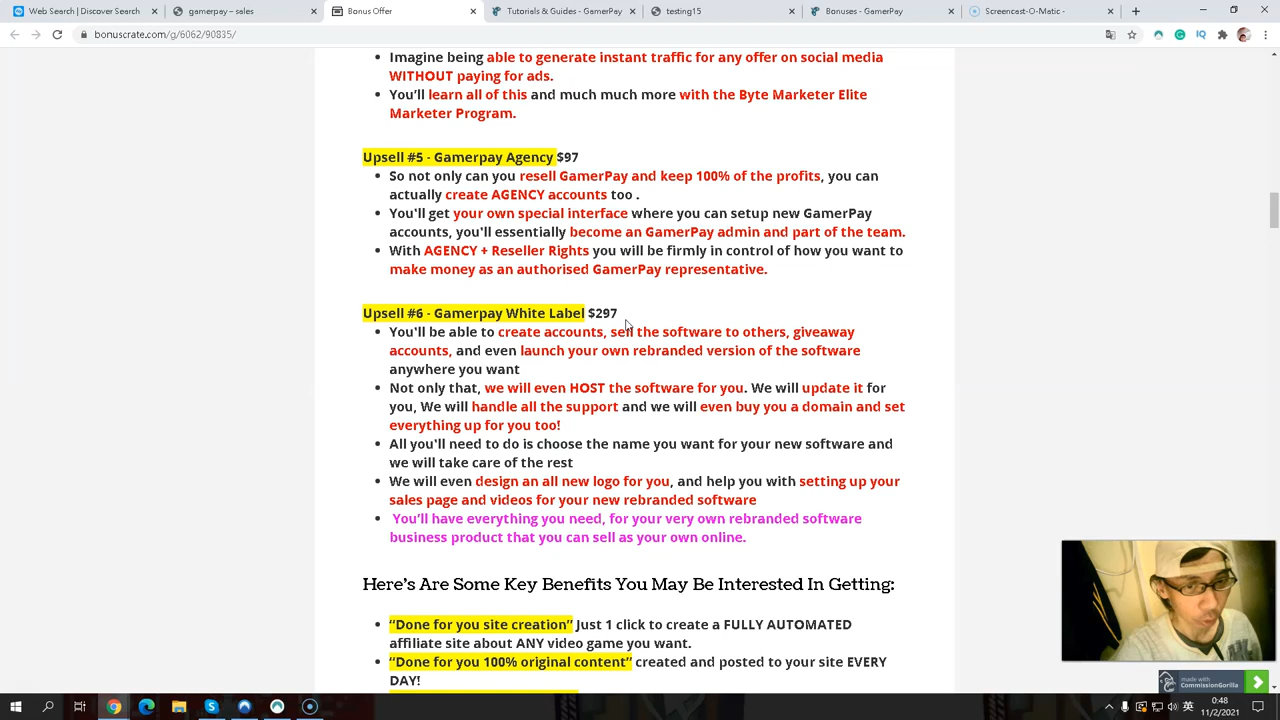 Web Search | Discover Search
gamerpay – sales
Bonus Offer
Tutorials & Guides - GamerPay
testing15
Bonuses - GamerPay
Screencast-O-Matic -
bonuscrate.com/g/6062/90835/
Imagine being able to generate instant traffic for any offer on social media
WITHOUT paying for ads.
You'll learn all of this and much much more with the Byte Marketer Elite
Marketer Program.
Upsell #5 - Gamerpay Agency $97
So not only can you resell GamerPay and keep 100% of the profits, you can
actually create AGENCY accounts too .
You'll get your own special interface where you can setup new GamerPay
accounts, you'll essentially become an GamerPay admin and part of the team.
With AGENCY + Reseller Rights you will be firmly in control of how you want to
make money as an authorised GamerPay representative.
Upsell #6 - Gamerpay White Label $297
You'll be able to create accounts, sell the software to others, giveaway
accounts, and even launch your own rebranded version of the software
anywhere you want
Not only that, we will even HOST the software for you. We will update it for
you, We will handle all the support and we will even buy you a domain and set
everything up for you too!
All you'll need to do is choose the name you want for your new software and
we will take care of the rest
We will even design an all new logo for you, and help you with setting up your
sales page and videos for your new rebranded software
You'll have everything you need, for your very own rebranded software
business product that you can sell as your own online.
Here's Are Some Key Benefits You May Be Interested In Getting:
"Done for you site creation" Just 1 click to create a FULLY AUTOMATED
affiliate site about ANY video game you want.
"Done for you 100% original content" created and posted to your site EVERY
DAY!
made with
CommissionGorilla
英
0:48
11/2/2021